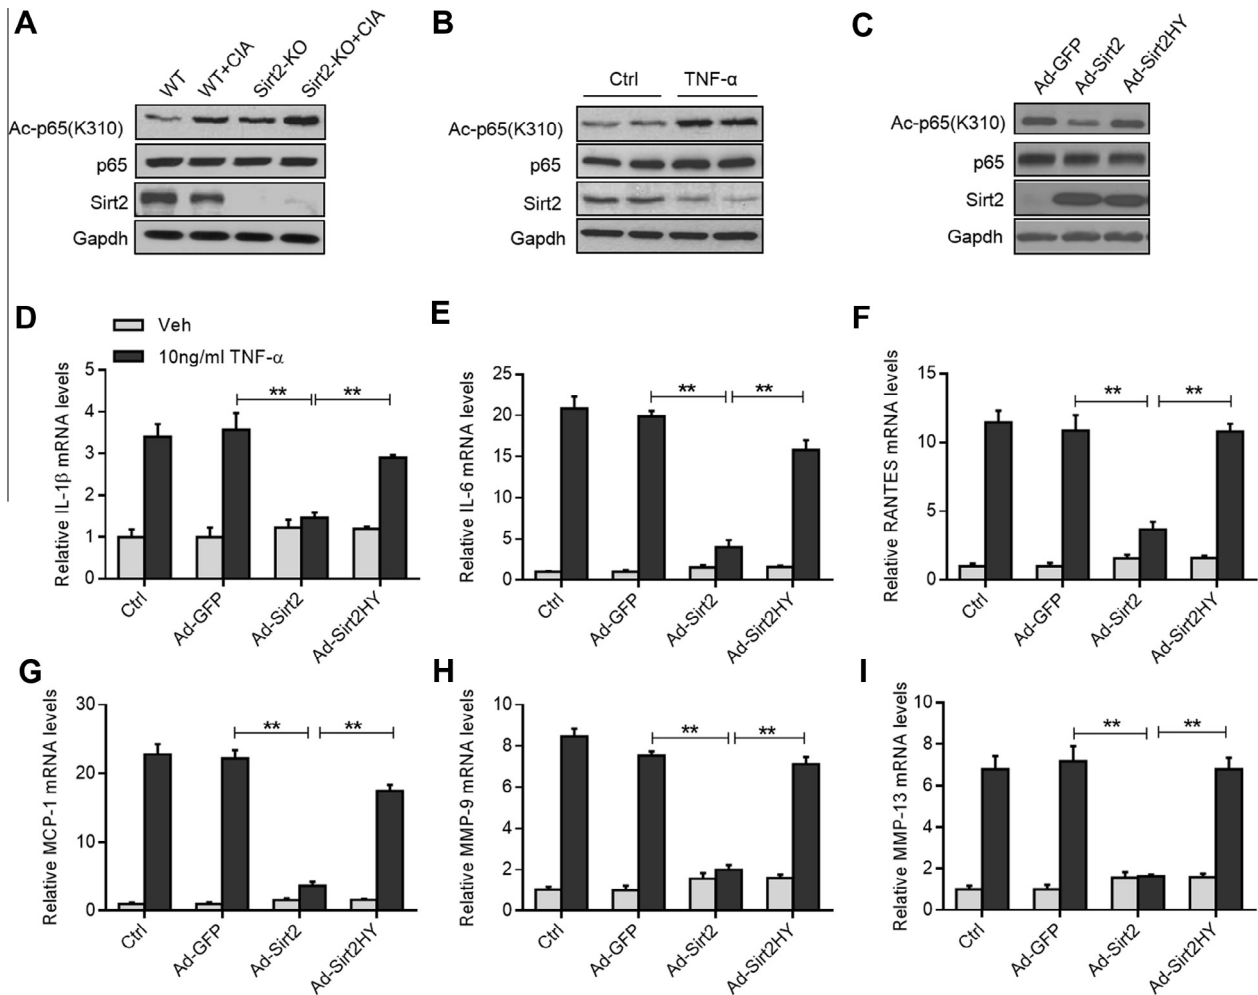 A
WT
WT+CIA
Sirt2-KO
Sirt2-KO+CIA
Ac-p65(K310)
p65
Sirt2
Gapdh
B
Ctrl
TNF-α
Ac-p65(K310)
p65
Sirt2
Gapdh
C
Ad-GFP
Ad-Sirt2
Ad-Sirt2HY
Ac-p65(K310)
p65
Sirt2
Gapdh
D
Veh
10ng/ml TNF-α
Relative IL-1β mRNA levels
5
4
3
2
1
0
** **
Ctrl
Ad-GFP
Ad-Sirt2
Ad-Sirt2HY
E
Relative IL-6 mRNA levels
25
20
15
10
5
0
** **
Ctrl
Ad-GFP
Ad-Sirt2
Ad-Sirt2HY
F
Relative RANTES mRNA levels
15
10
5
0
** **
Ctrl
Ad-GFP
Ad-Sirt2
Ad-Sirt2HY
G
Relative MCP-1 mRNA levels
30
20
10
0
** **
Ctrl
Ad-GFP
Ad-Sirt2
Ad-Sirt2HY
H
Relative MMP-9 mRNA levels
10
8
6
4
2
0
** **
Ctrl
Ad-GFP
Ad-Sirt2
Ad-Sirt2HY
I
Relative MMP-13 mRNA levels
10
8
6
4
2
0
** **
Ctrl
Ad-GFP
Ad-Sirt2
Ad-Sirt2HY